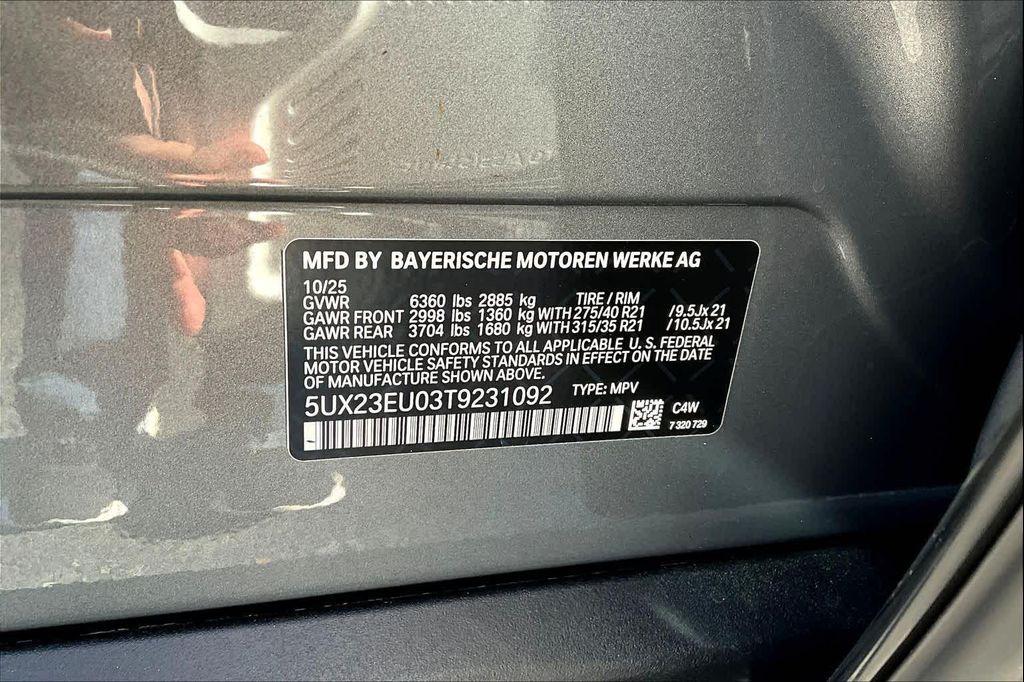 MFD BY BAYERISCHE MOTOREN WERKE AG
10/25
GVWR 6360 lbs 2885 kg TIRE / RIM
GAWR FRONT 2998 lbs 1360 kg WITH 275/40 R21 /9.5Jx 21
GAWR REAR 3704 lbs 1680 kg WITH 315/35 R21 /10.5Jx 21
THIS VEHICLE CONFORMS TO ALL APPLICABLE U. S. FEDERAL
MOTOR VEHICLE SAFETY STANDARDS IN EFFECT ON THE DATE
OF MANUFACTURE SHOWN ABOVE.
5UX23EU03T9231092 TYPE: MPV
C4W
7 320 729